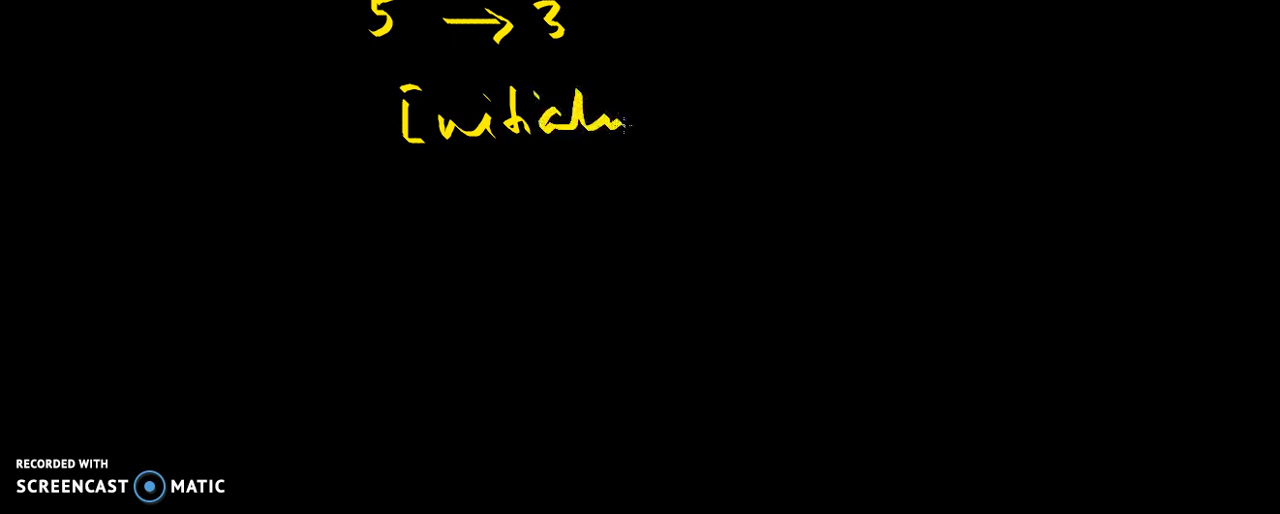 5 → 3
Initial
RECORDED WITH
SCREENCAST MATIC